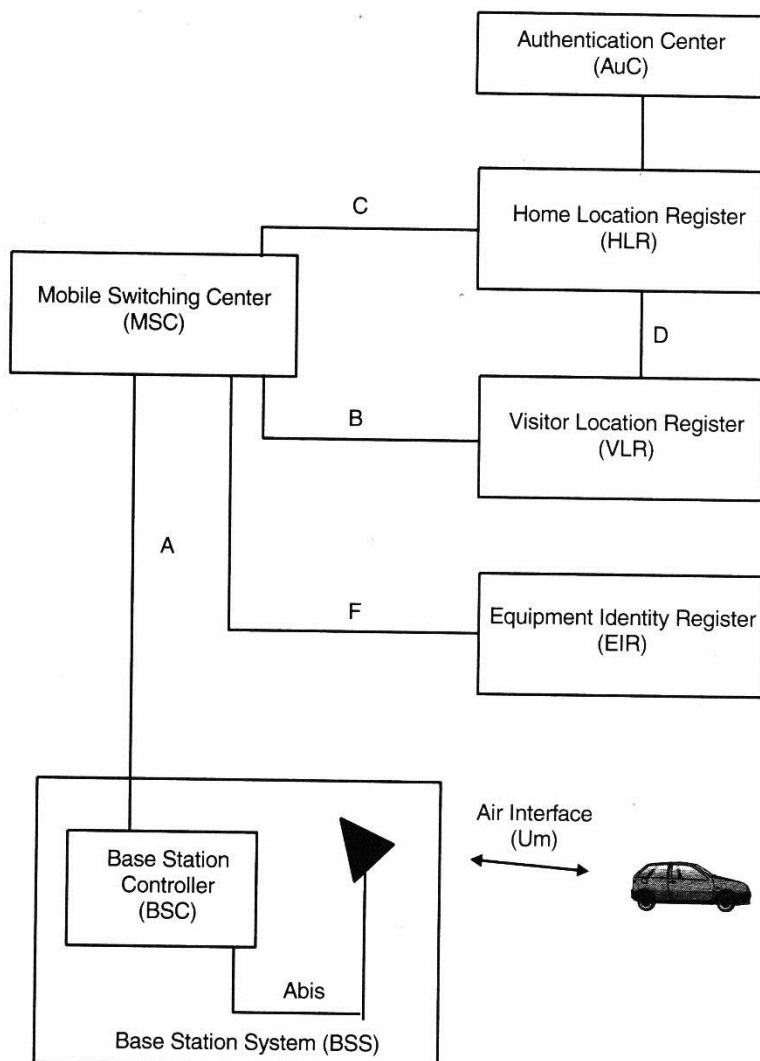 Authentication Center
(AuC)
C
Home Location Register
(HLR)
Mobile Switching Center
(MSC)
D
B
Visitor Location Register
(VLR)
A
F
Equipment Identity Register
(EIR)
Air Interface
(Um)
Base Station
Controller
(BSC)
Abis
Base Station System (BSS)